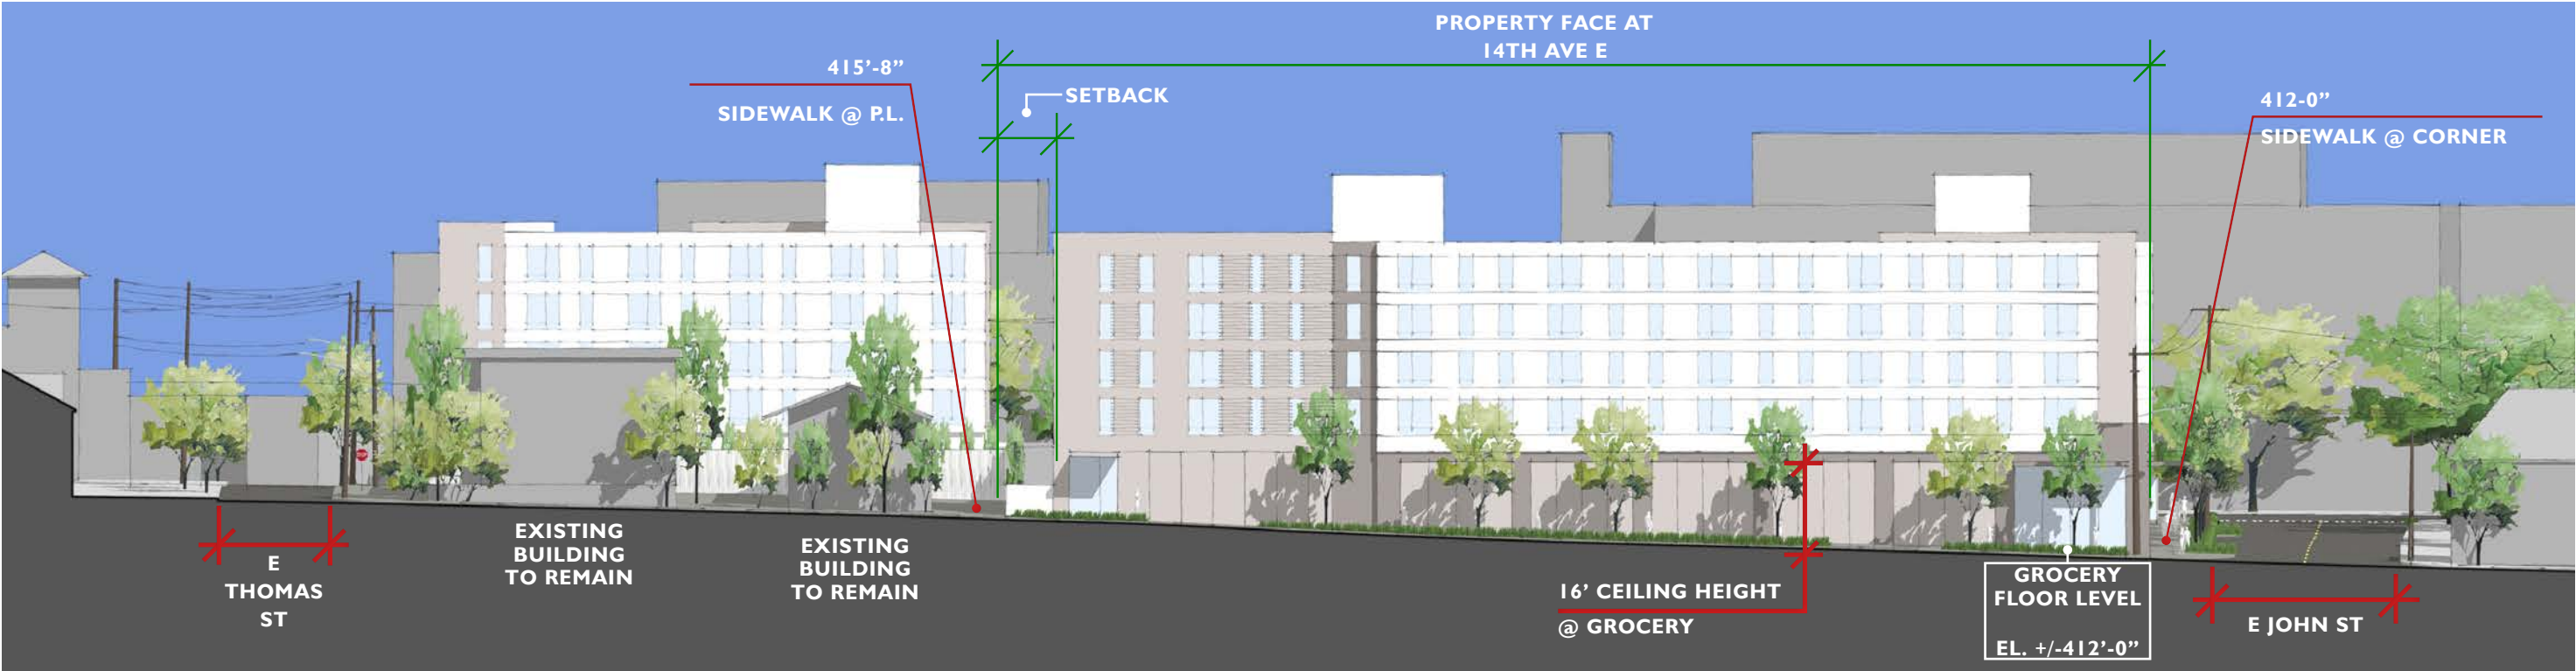 PROPERTY FACE AT
14TH AVE E
415’-8”
SIDEWALK @ P.L.
SETBACK
412-0”
SIDEWALK @ CORNER
STOP
E
THOMAS
ST
EXISTING
BUILDING
TO REMAIN
EXISTING
BUILDING
TO REMAIN
16’ CEILING HEIGHT
@ GROCERY
GROCERY
FLOOR LEVEL
EL. +/-412’-0”
E JOHN ST